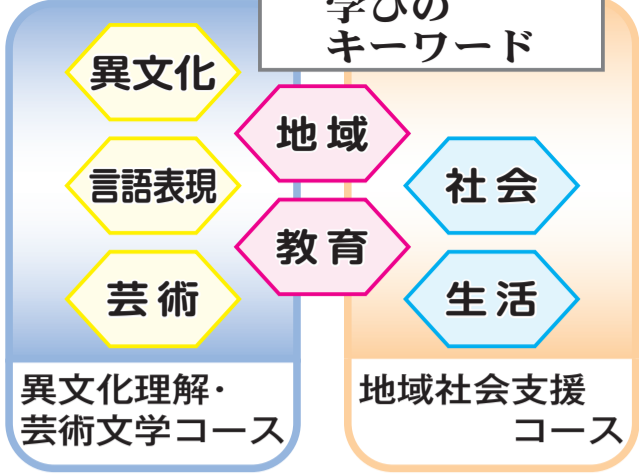 学びの
キーワード
異文化
地域
言語表現
社会
教育
芸術
生活
異文化理解・
芸術文学コース
地域社会支援
コース